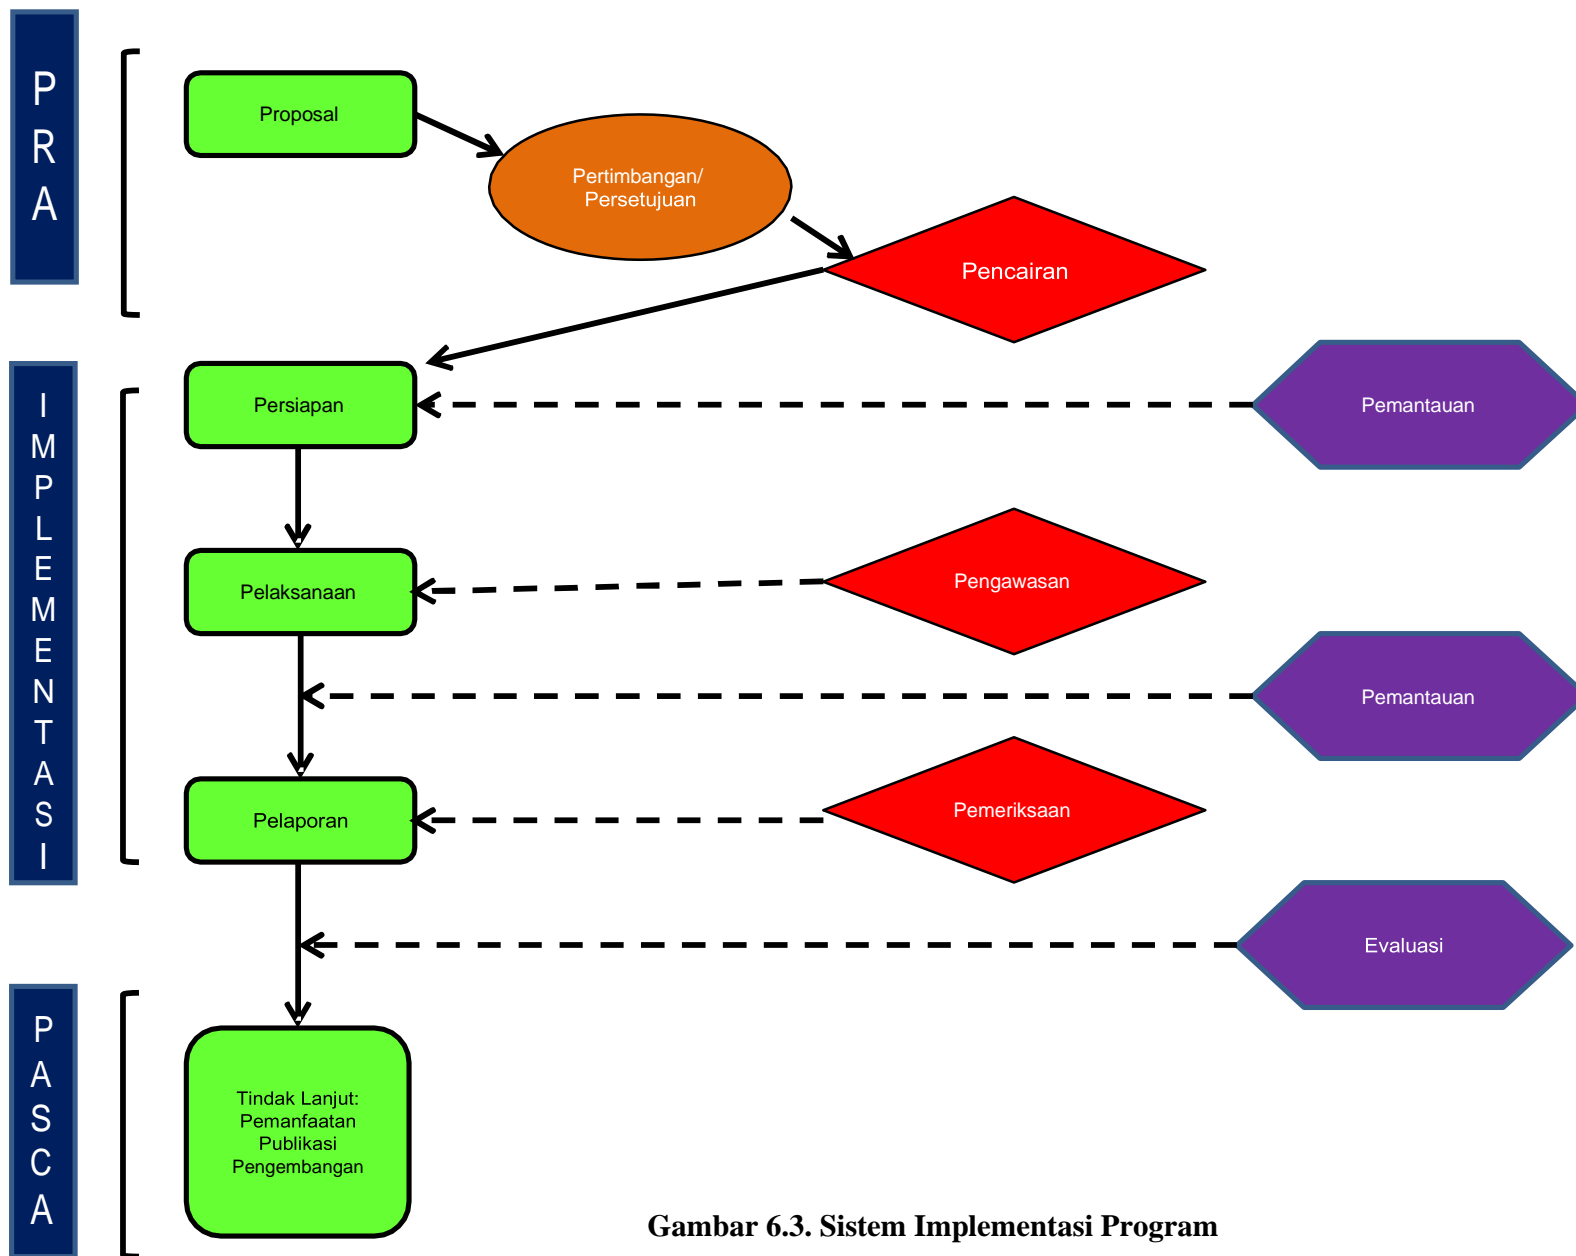 PRA
Proposal
Pertimbangan/
Persetujuan
Pencairan
IMPLEMENTASI
Persiapan
Pemantauan
Pelaksanaan
Pengawasan
Pemantauan
Pelaporan
Pemeriksaan
Evaluasi
PASCA
Tindak Lanjut:
Pemanfaatan
Publikasi
Pengembangan
Gambar 6.3. Sistem Implementasi Program